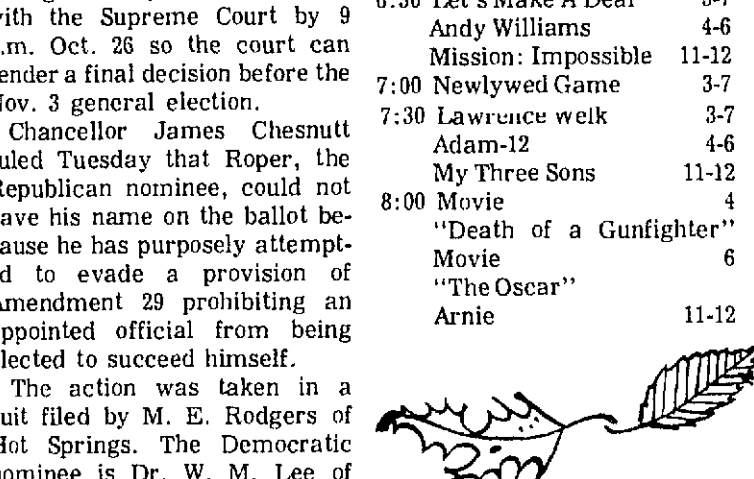 with the Supreme Court by 9
a.m. Oct. 26 so the court can
render a final decision before the
Nov. 3 general election.
Chancellor James Chesnutt
ruled Tuesday that Roper, the
Republican nominee, could not
have his name on the ballot be-
cause he has purposely attempt-
ed to evade a provision of
Amendment 29 prohibiting an
appointed official from being
elected to succeed himself.
The action was taken in a
suit filed by M. E. Rodgers of
Hot Springs. The Democratic
nominee is Dr. W. M. Lee of
6:30 Let's Make A Deal 3-7
Andy Williams 4-6
Mission: Impossible 11-12
7:00 Newlywed Game 3-7
7:30 Lawrence Welk 3-7
Adam-12 4-6
My Three Sons 11-12
8:00 Movie 4
"Death of a Gunfighter"
Movie 6
"The Oscar"
Arnie 11-12